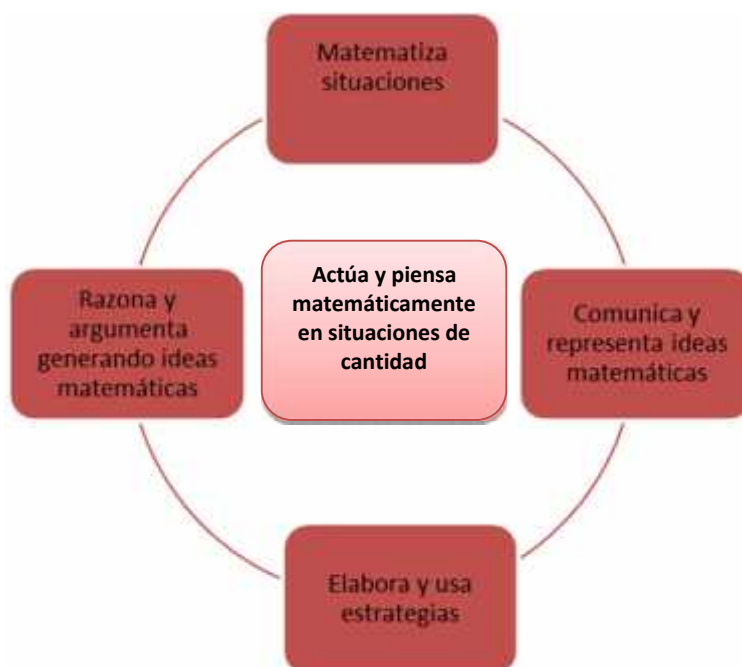 Matematiza
situaciones
Actúa y piensa
matemáticamente
en situaciones de
cantidad
Razona y
argumenta
generando ideas
matemáticas
Comunica y
representa ideas
matemáticas
Elabora y usa
estrategias